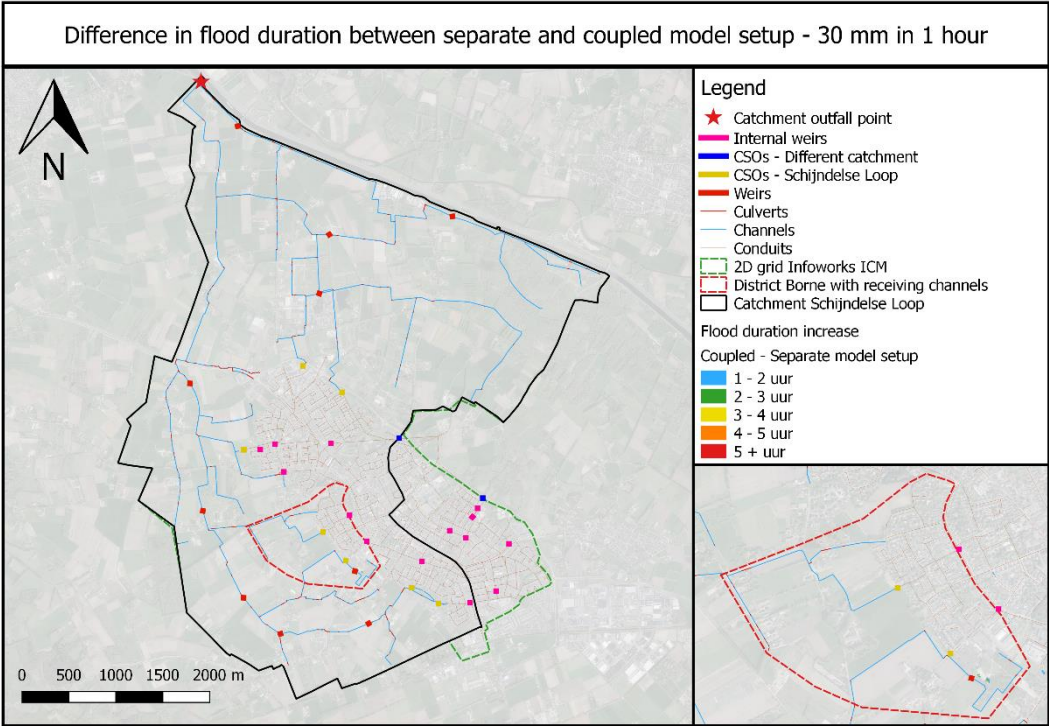 Difference in flood duration between separate and coupled model setup - 30 mm in 1 hour
N
0 500 1000 1500 2000 m
Legend
Catchment outfall point
Internal weirs
CSOs - Different catchment
CSOs - Schijndelse Loop
Weirs
Culverts
Channels
Conduits
2D grid Infoworks ICM
District Borne with receiving channels
Catchment Schijndelse Loop
Flood duration increase
Coupled - Separate model setup
1 - 2 uur
2 - 3 uur
3 - 4 uur
4 - 5 uur
5 + uur